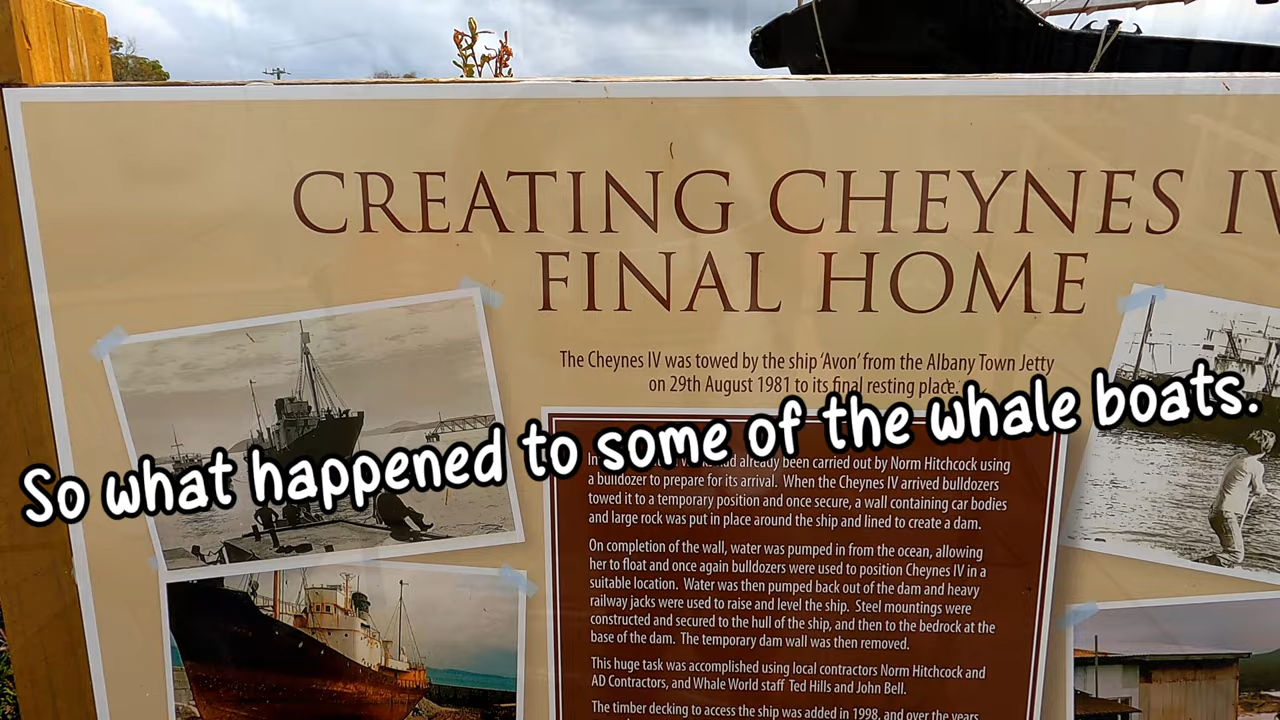 CREATING CHEYNES IV
FINAL HOME
The Cheynes IV was towed by the ship 'Avon' from the Albany Town Jetty
on 29th August 1981 to its final resting place.
So what happened to some of the whale boats.
had already been carried out by Norm Hitchcock using
a bulldozer to prepare for its arrival. When the Cheynes IV arrived bulldozers
towed it to a temporary position and once secure, a wall containing car bodies
and large rock was put in place around the ship and lined to create a dam.
On completion of the wall, water was pumped in from the ocean, allowing
her to float and once again bulldozers were used to position Cheynes IV in a
suitable location. Water was then pumped back out of the dam and heavy
railway jacks were used to raise and level the ship. Steel mountings were
constructed and secured to the hull of the ship, and then to the bedrock at the
base of the dam. The temporary dam wall was then removed.
This huge task was accomplished using local contractors Norm Hitchcock and
AD Contractors, and Whale World staff Ted Hills and John Bell.
The timber decking to access the ship was added in 1998, and over the years